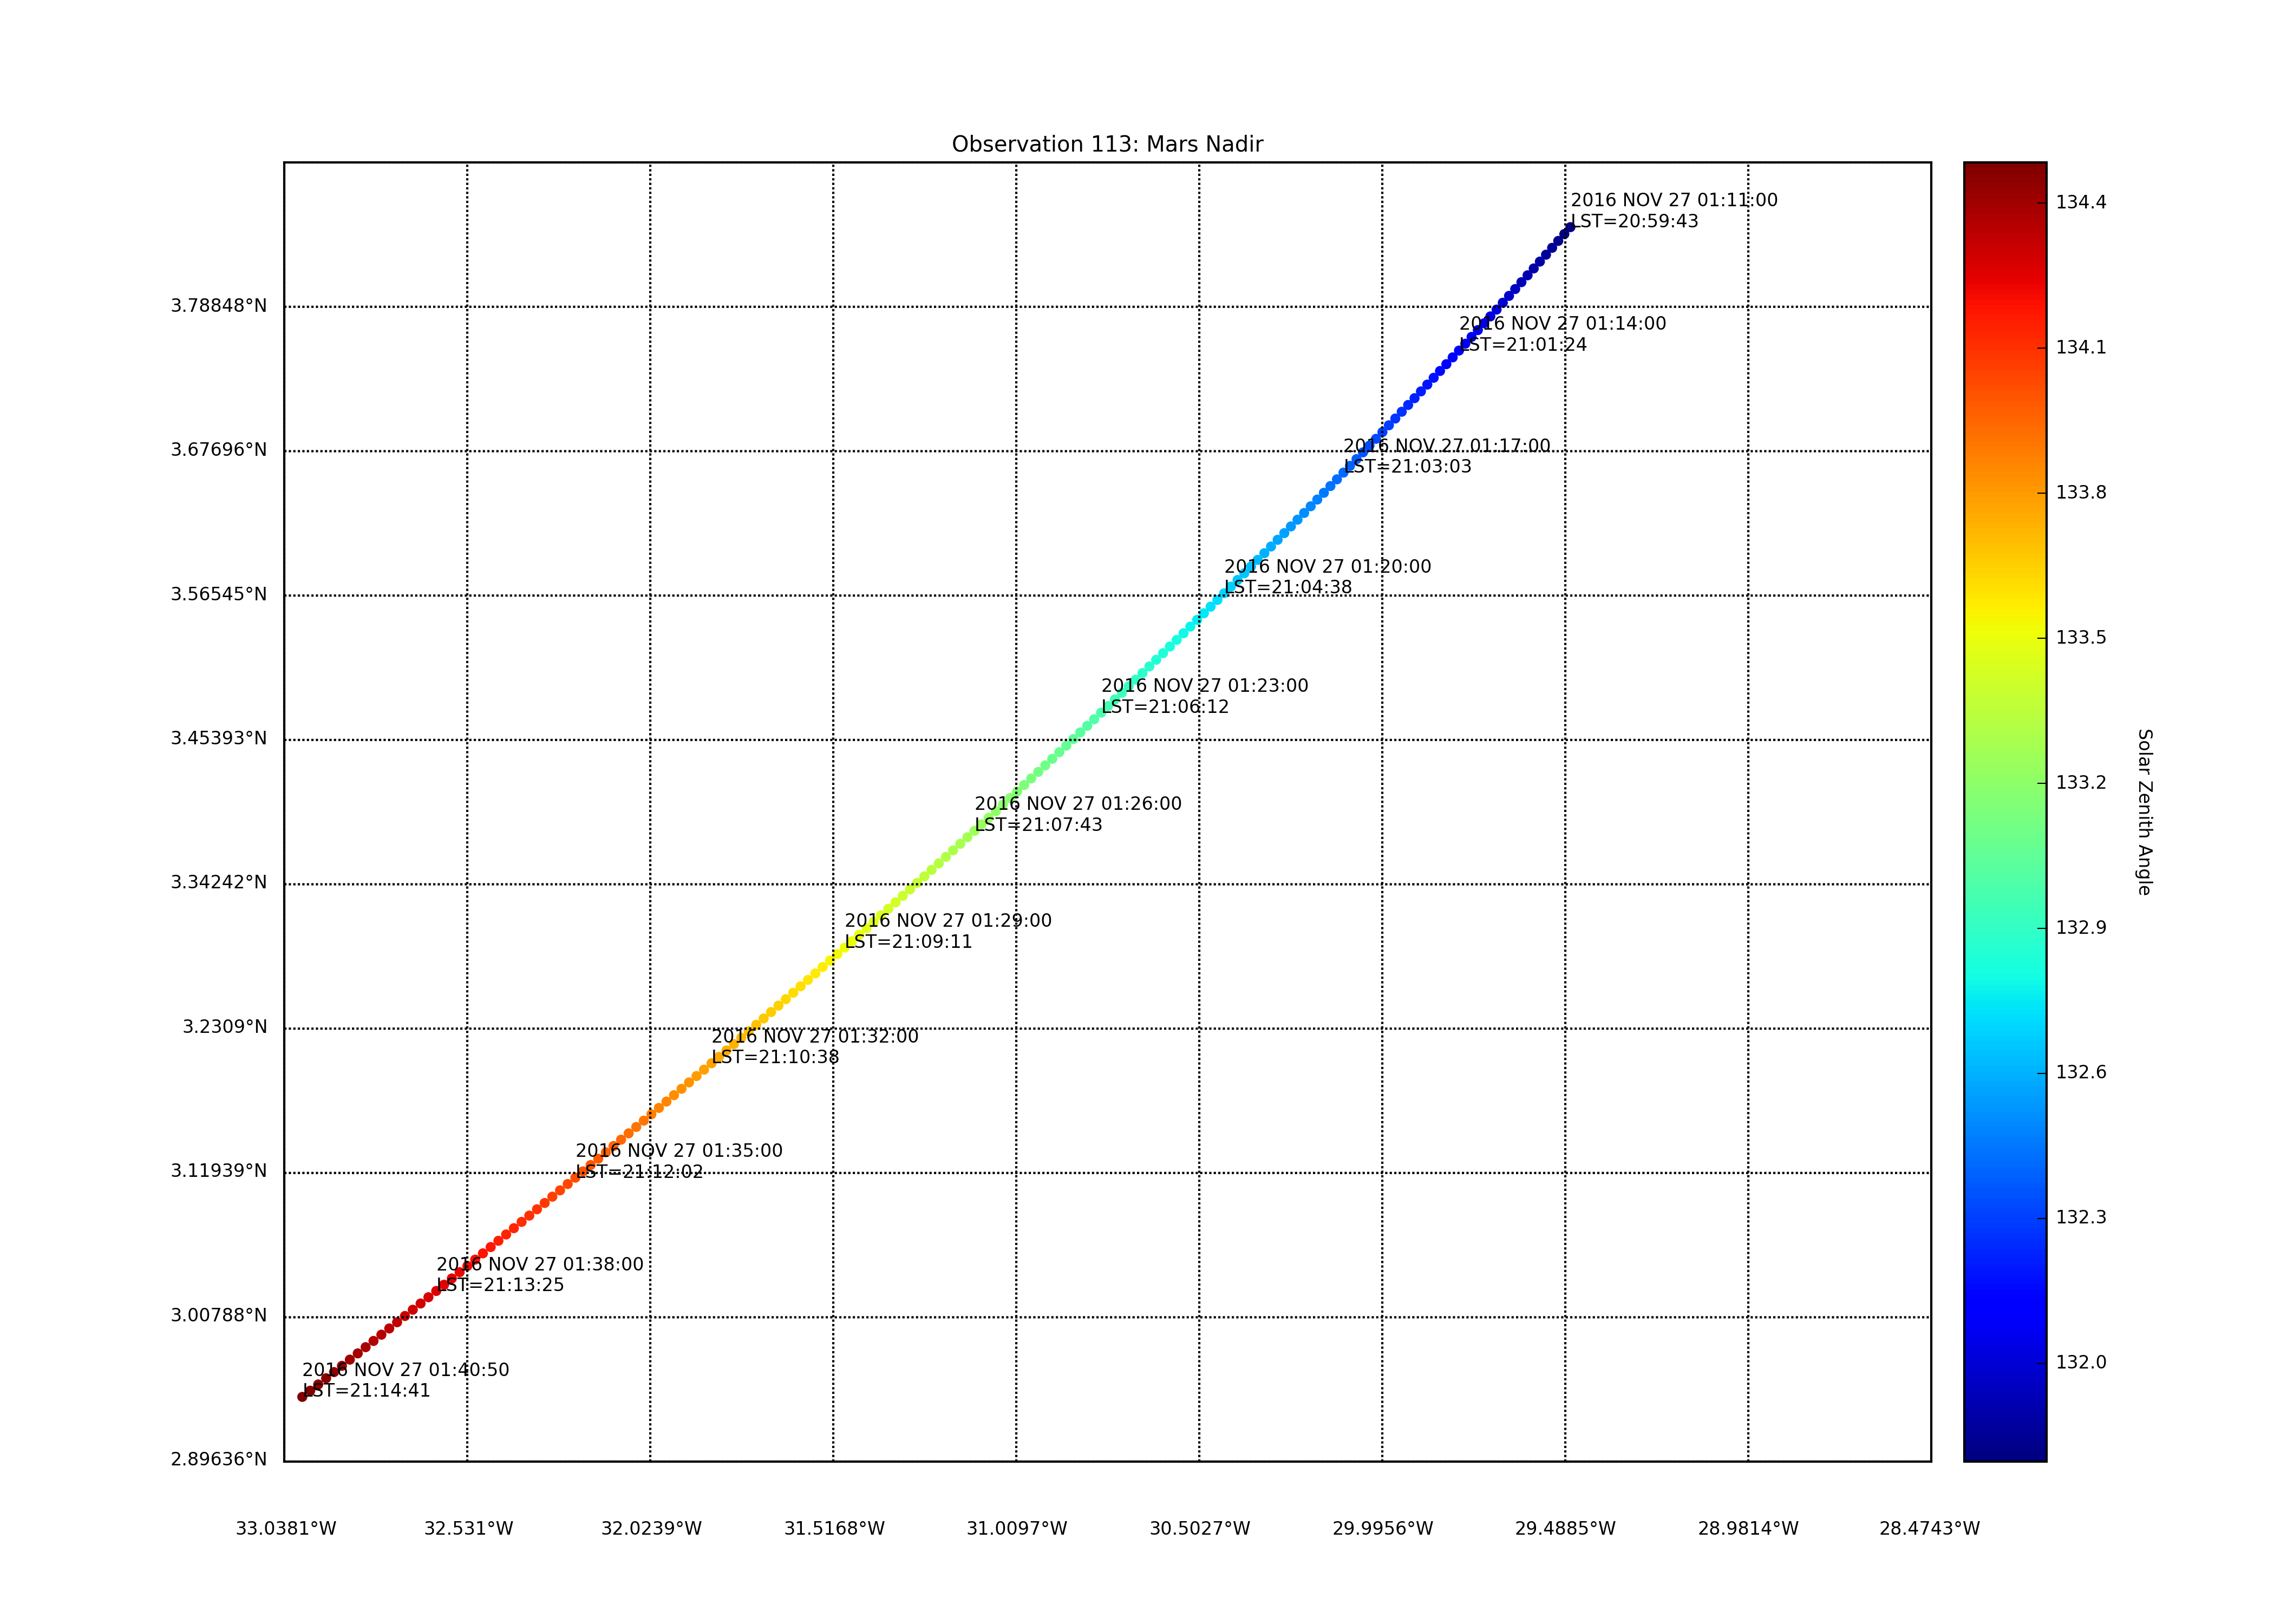 Observation 113: Mars Nadir
2016 NOV 27 01:11:00
LST=20:59:43
2016 NOV 27 01:14:00
LST=21:01:24
2016 NOV 27 01:17:00
LST=21:03:03
2016 NOV 27 01:20:00
LST=21:04:38
2016 NOV 27 01:23:00
LST=21:06:12
2016 NOV 27 01:26:00
LST=21:07:43
2016 NOV 27 01:29:00
LST=21:09:11
2016 NOV 27 01:32:00
LST=21:10:38
2016 NOV 27 01:35:00
LST=21:12:02
2016 NOV 27 01:38:00
LST=21:13:25
2016 NOV 27 01:40:50
LST=21:14:41
3.78848°N
3.67696°N
3.56545°N
3.45393°N
3.34242°N
3.2309°N
3.11939°N
3.00788°N
2.89636°N
33.0381°W
32.531°W
32.0239°W
31.5168°W
31.0097°W
30.5027°W
29.9956°W
29.4885°W
28.9814°W
28.4743°W
134.4
134.1
133.8
133.5
133.2
132.9
132.6
132.3
132.0
Solar Zenith Angle